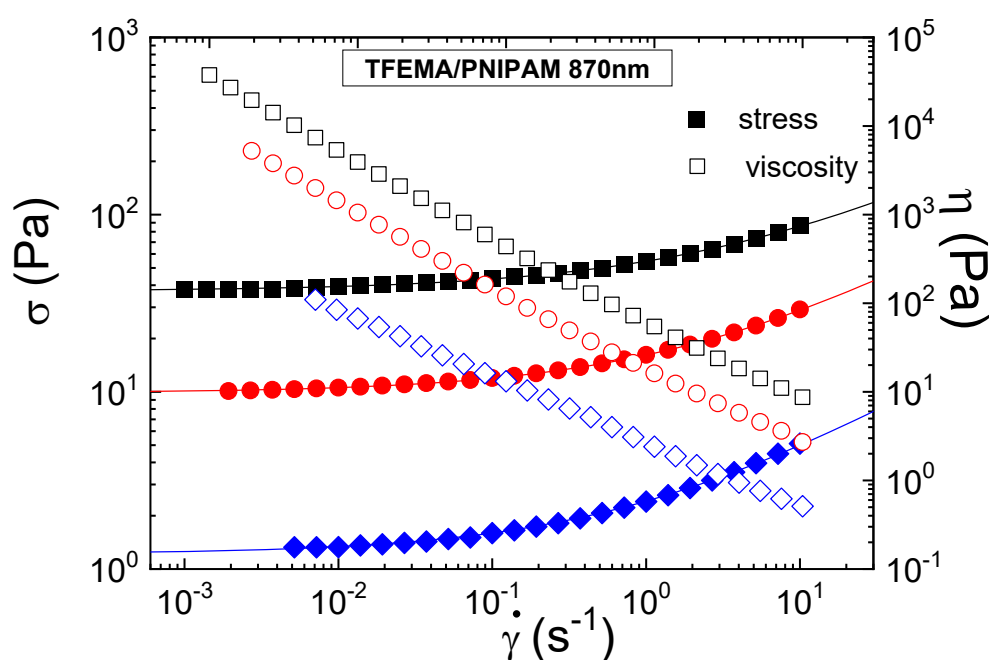 TFEMA/PNIPAM 870nm
stress
viscosity
σ (Pa)
10³
10²
10¹
10⁰
η (Pa)
10⁵
10⁴
10³
10²
10¹
10⁰
10⁻¹
10⁻³ 10⁻² 10⁻¹ 10⁰ 10¹
γ̇ (s⁻¹)